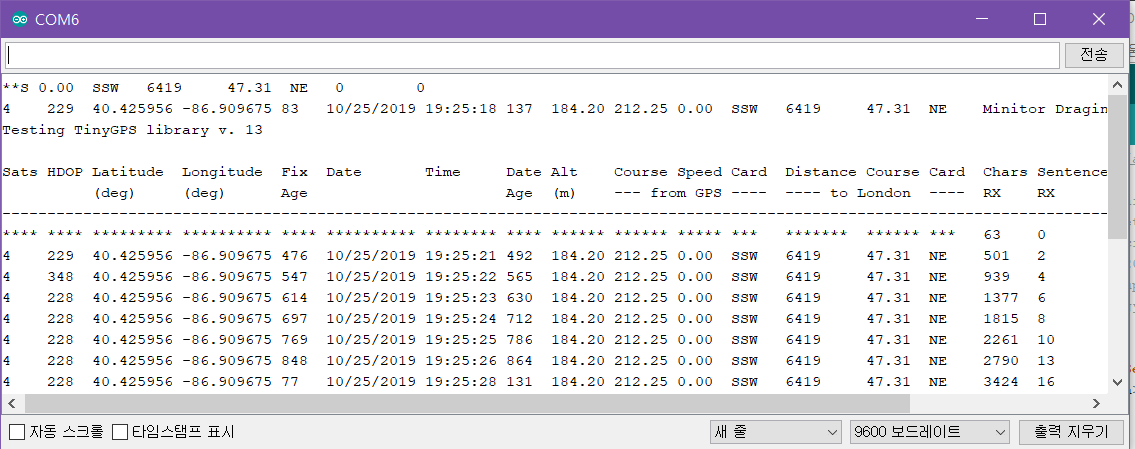 COM6
전송
**S 0.00 SSW 6419 47.31 NE 0 0
4 229 40.425956 -86.909675 83 10/25/2019 19:25:18 137 184.20 212.25 0.00 SSW 6419 47.31 NE Minitor Dragin
Testing TinyGPS library v. 13
Sats HDOP Latitude Longitude Fix Date Time Date Alt Course Speed Card Distance Course Card Chars Sentence
(deg) (deg) Age Age (m) --- from GPS ---- ---- to London ---- RX RX
-------------------------------------------------------------------------------------------------------------------------
**** **** ********* ********** **** ********** ******** **** ****** ****** ***** *** ******* ****** *** 63 0
4 229 40.425956 -86.909675 476 10/25/2019 19:25:21 492 184.20 212.25 0.00 SSW 6419 47.31 NE 501 2
4 348 40.425956 -86.909675 547 10/25/2019 19:25:22 565 184.20 212.25 0.00 SSW 6419 47.31 NE 939 4
4 228 40.425956 -86.909675 614 10/25/2019 19:25:23 630 184.20 212.25 0.00 SSW 6419 47.31 NE 1377 6
4 228 40.425956 -86.909675 697 10/25/2019 19:25:24 712 184.20 212.25 0.00 SSW 6419 47.31 NE 1815 8
4 228 40.425956 -86.909675 769 10/25/2019 19:25:25 786 184.20 212.25 0.00 SSW 6419 47.31 NE 2261 10
4 228 40.425956 -86.909675 848 10/25/2019 19:25:26 864 184.20 212.25 0.00 SSW 6419 47.31 NE 2790 13
4 228 40.425956 -86.909675 77 10/25/2019 19:25:28 131 184.20 212.25 0.00 SSW 6419 47.31 NE 3424 16
자동 스크롤 타임스탬프 표시 새 줄 9600 보드레이트 출력 지우기